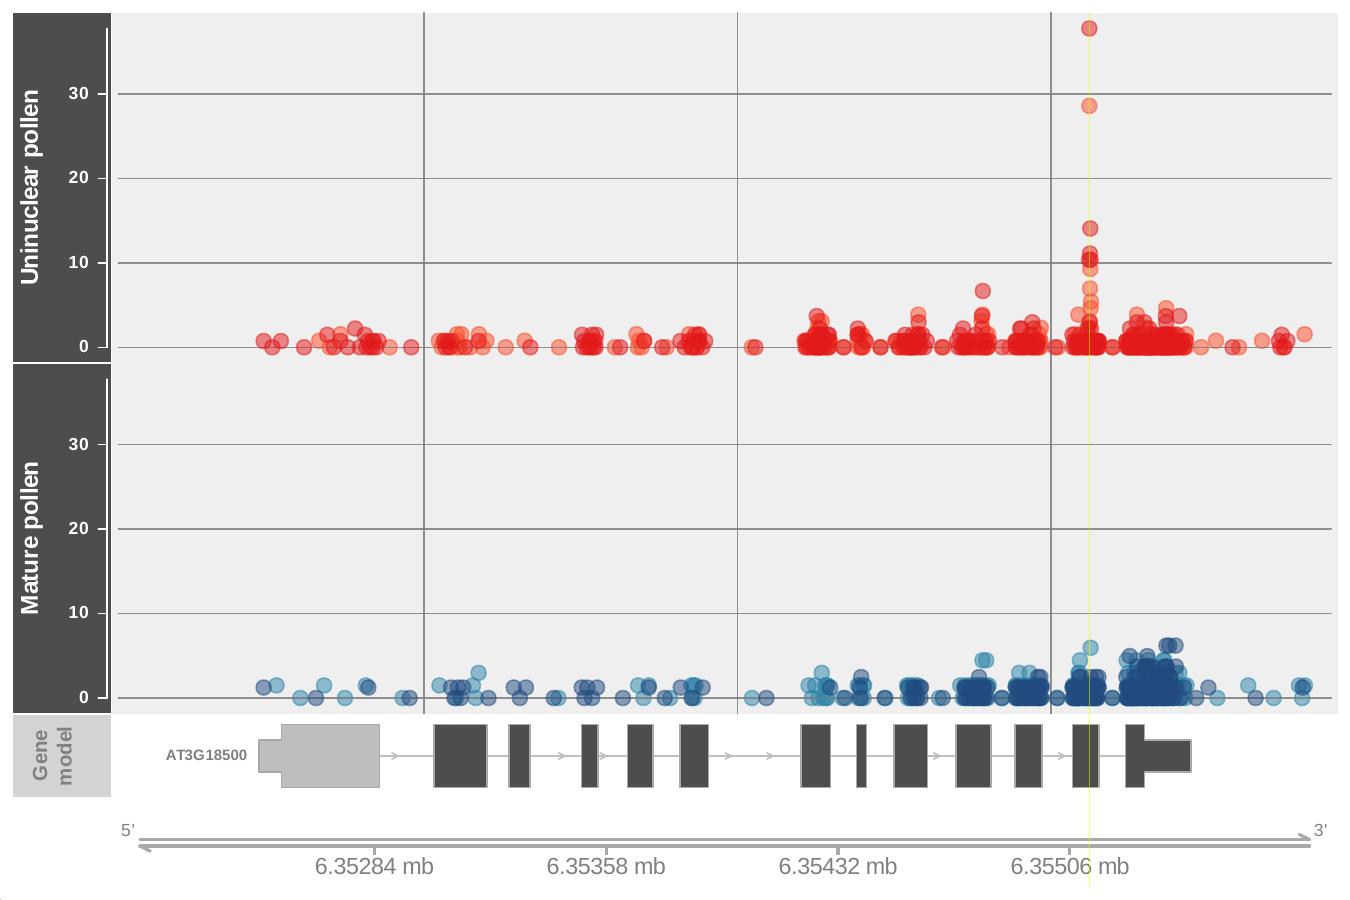 Uninuclear pollen
30
20
10
0
Mature pollen
30
20
10
0
Gene
model
AT3G18500
5'
3'
6.35284 mb
6.35358 mb
6.35432 mb
6.35506 mb